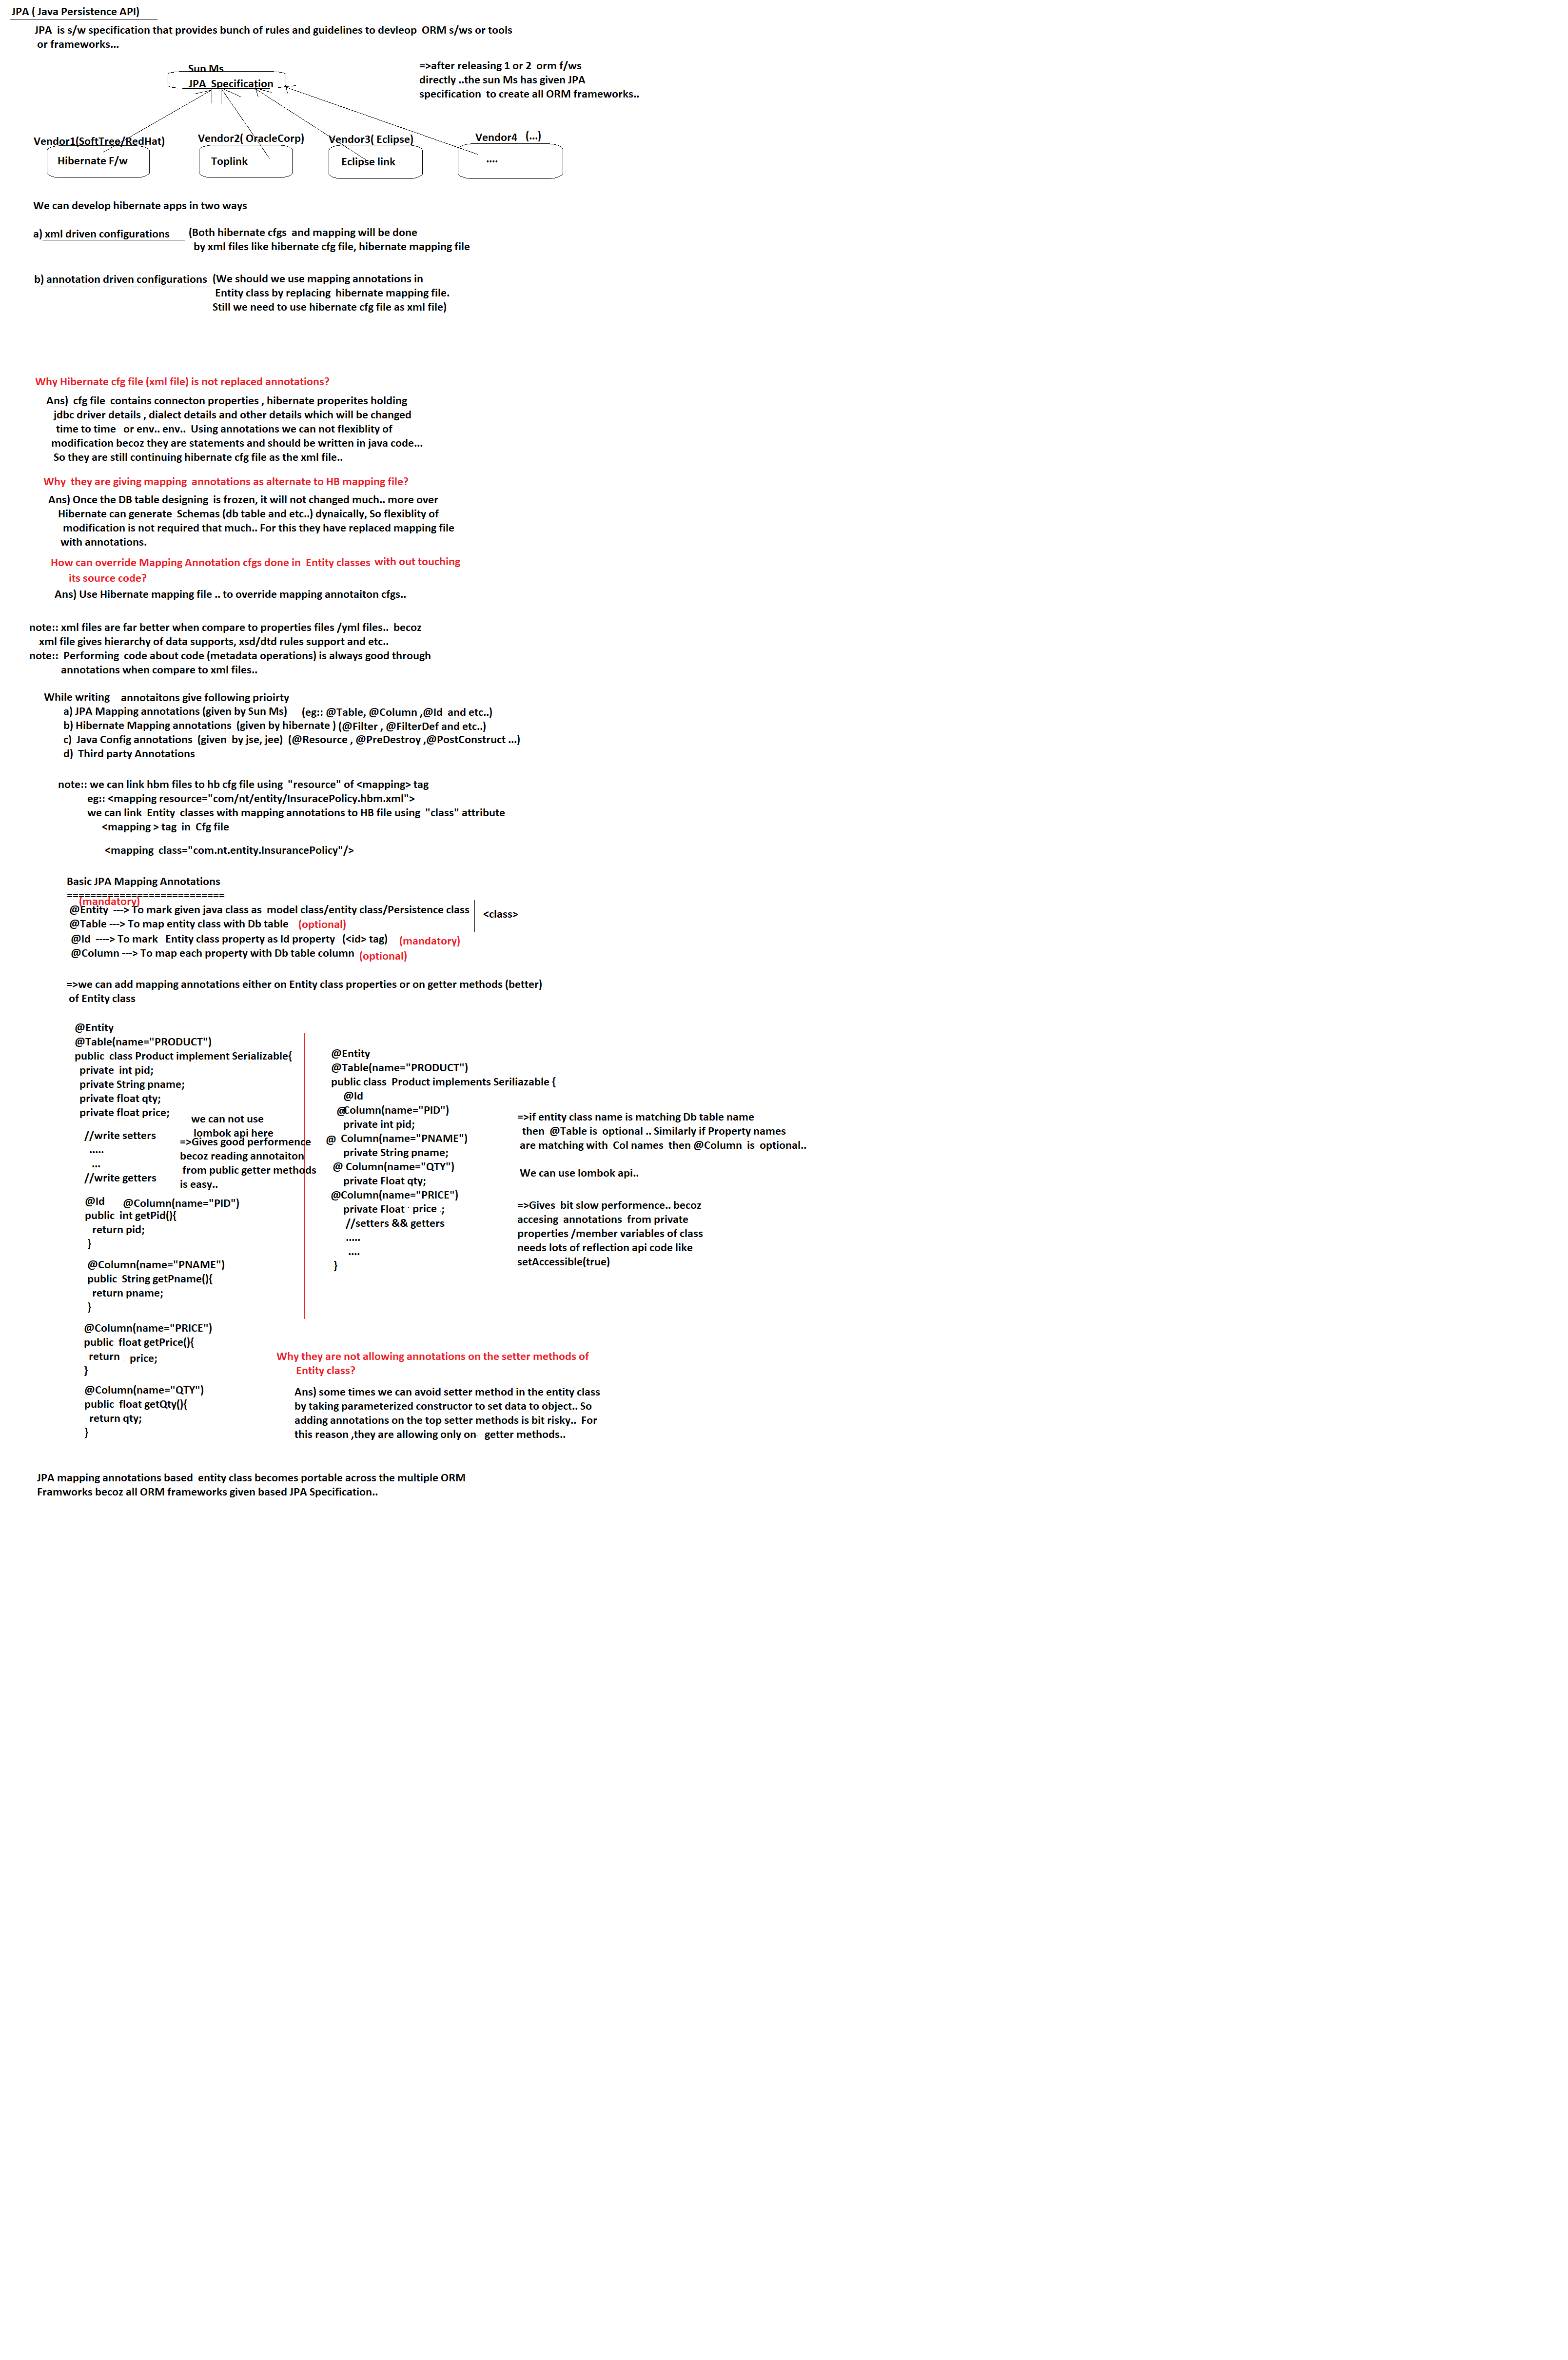 JPA ( Java Persistence API)
JPA is s/w specification that provides bunch of rules and guidelines to devleop ORM s/ws or tools
or frameworks...
Sun Ms
JPA Specification
=>after releasing 1 or 2 orm f/ws
directly ..the sun Ms has given JPA
specification to create all ORM frameworks..
Vendor1(SoftTree/RedHat)
Hibernate F/w
Vendor2( OracleCorp)
Toplink
Vendor3( Eclipse)
Eclipse link
Vendor4 (...)
....
We can develop hibernate apps in two ways
a) xml driven configurations (Both hibernate cfgs and mapping will be done
by xml files like hibernate cfg file, hibernate mapping file
b) annotation driven configurations (We should we use mapping annotations in
Entity class by replacing hibernate mapping file.
Still we need to use hibernate cfg file as xml file)
Why Hibernate cfg file (xml file) is not replaced annotations?
Ans) cfg file contains connecton properties , hibernate properites holding
jdbc driver details , dialect details and other details which will be changed
time to time or env.. env.. Using annotations we can not flexiblity of
modification becoz they are statements and should be written in java code...
So they are still continuing hibernate cfg file as the xml file..
Why they are giving mapping annotations as alternate to HB mapping file?
Ans) Once the DB table designing is frozen, it will not changed much.. more over
Hibernate can generate Schemas (db table and etc..) dynaically, So flexiblity of
modification is not required that much.. For this they have replaced mapping file
with annotations.
How can override Mapping Annotation cfgs done in Entity classes with out touching
its source code?
Ans) Use Hibernate mapping file .. to override mapping annotaiton cfgs..
note:: xml files are far better when compare to properties files /yml files.. becoz
xml file gives hierarchy of data supports, xsd/dtd rules support and etc..
note:: Performing code about code (metadata operations) is always good through
annotations when compare to xml files..
While writing annotaitons give following prioirty
a) JPA Mapping annotations (given by Sun Ms) (eg:: @Table, @Column ,@Id and etc..)
b) Hibernate Mapping annotations (given by hibernate ) (@Filter , @FilterDef and etc..)
c) Java Config annotations (given by jse, jee) (@Resource , @PreDestroy ,@PostConstruct ...)
d) Third party Annotations
note:: we can link hbm files to hb cfg file using "resource" of <mapping> tag
eg:: <mapping resource="com/nt/entity/InsuracePolicy.hbm.xml">
we can link Entity classes with mapping annotations to HB file using "class" attribute
<mapping > tag in Cfg file
<mapping class="com.nt.entity.InsurancePolicy"/>
Basic JPA Mapping Annotations
===========================
(mandatory)
@Entity ---> To mark given java class as model class/entity class/Persistence class
<class>
@Table ---> To map entity class with Db table (optional)
@Id ----> To mark Entity class property as Id property (<id> tag) (mandatory)
@Column ---> To map each property with Db table column (optional)
=>we can add mapping annotations either on Entity class properties or on getter methods (better)
of Entity class
@Entity
@Table(name="PRODUCT")
public class Product implement Serializable{
private int pid;
private String pname;
private float qty;
private float price;
//write setters
.....
...
//write getters
@Id @Column(name="PID")
public int getPid(){
return pid;
}
@Column(name="PNAME")
public String getPname(){
return pname;
}
@Column(name="PRICE")
public float getPrice(){
return price;
}
@Column(name="QTY")
public float getQty(){
return qty;
}
we can not use
lombok api here
=>Gives good performence
becoz reading annotaiton
from public getter methods
is easy..
@Entity
@Table(name="PRODUCT")
public class Product implements Seriliazable {
@Id
@Column(name="PID")
private int pid;
@ Column(name="PNAME")
private String pname;
@ Column(name="QTY")
private Float qty;
@Column(name="PRICE")
private Float price ;
//setters && getters
.....
....
}
=>if entity class name is matching Db table name
then @Table is optional .. Similarly if Property names
are matching with Col names then @Column is optional..
We can use lombok api..
=>Gives bit slow performence.. becoz
accesing annotations from private
properties /member variables of class
needs lots of reflection api code like
setAccessible(true)
Why they are not allowing annotations on the setter methods of
Entity class?
Ans) some times we can avoid setter method in the entity class
by taking parameterized constructor to set data to object.. So
adding annotations on the top setter methods is bit risky.. For
this reason ,they are allowing only on getter methods..
JPA mapping annotations based entity class becomes portable across the multiple ORM
Framworks becoz all ORM frameworks given based JPA Specification..